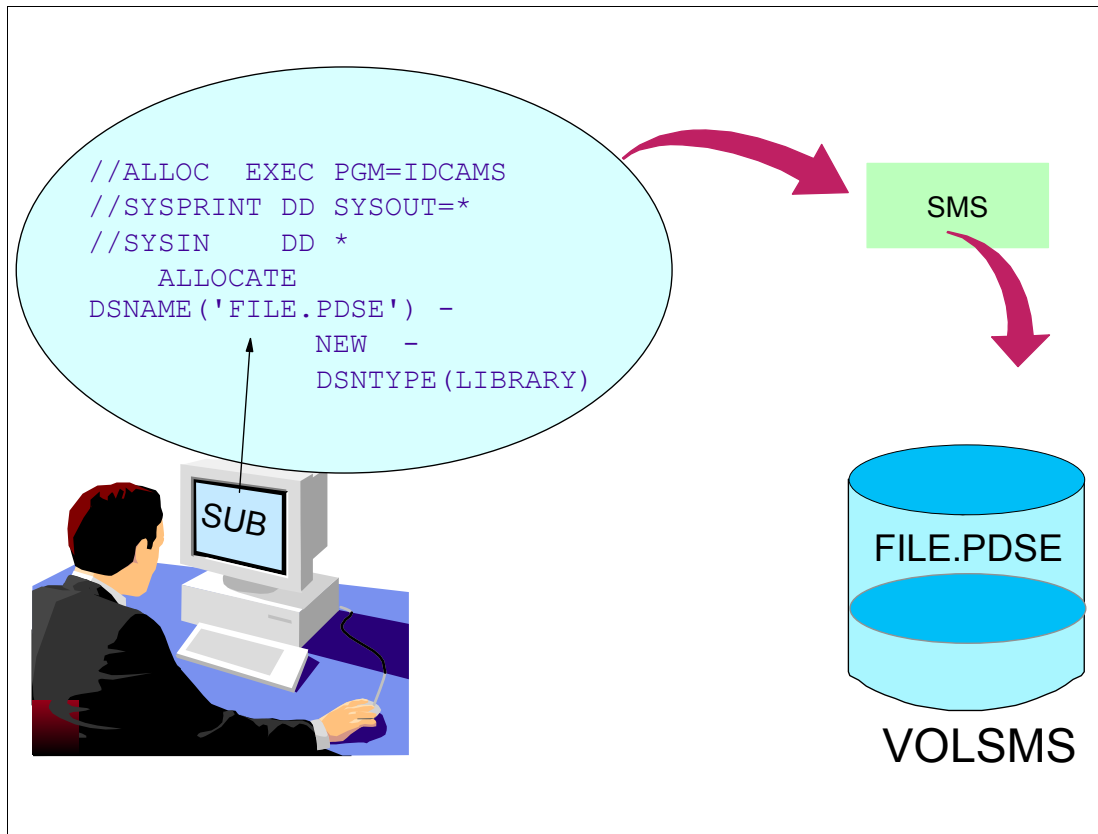 //ALLOC  EXEC PGM=IDCAMS
//SYSPRINT DD SYSOUT=*
//SYSIN    DD *
    ALLOCATE
DSNAME('FILE.PDSE') -
              NEW  -
              DSNTYPE(LIBRARY)
SMS
SUB
FILE.PDSE
VOLSMS